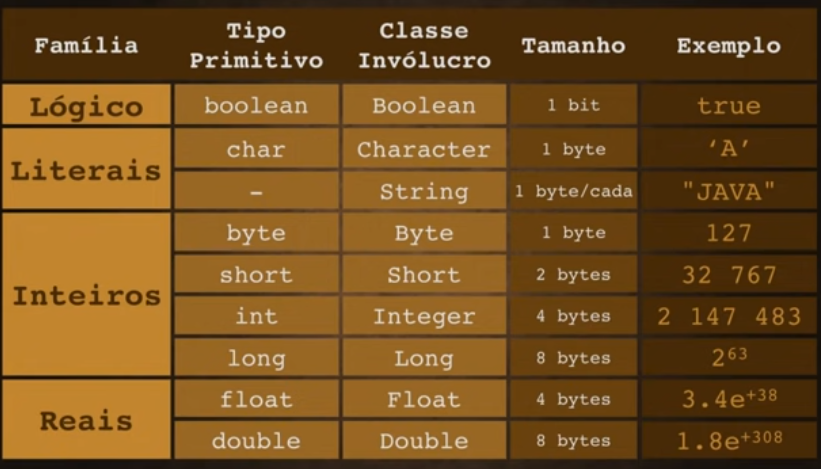 Família Tipo Primitivo Classe Invólucro Tamanho Exemplo
Lógico boolean Boolean 1 bit true
Literais char Character 1 byte ‘A’
- String 1 byte/cada "JAVA"
Inteiros byte Byte 1 byte 127
short Short 2 bytes 32 767
int Integer 4 bytes 2 147 483
long Long 8 bytes 2⁶³
Reais float Float 4 bytes 3.4e⁺³⁸
double Double 8 bytes 1.8e⁺³⁰⁸